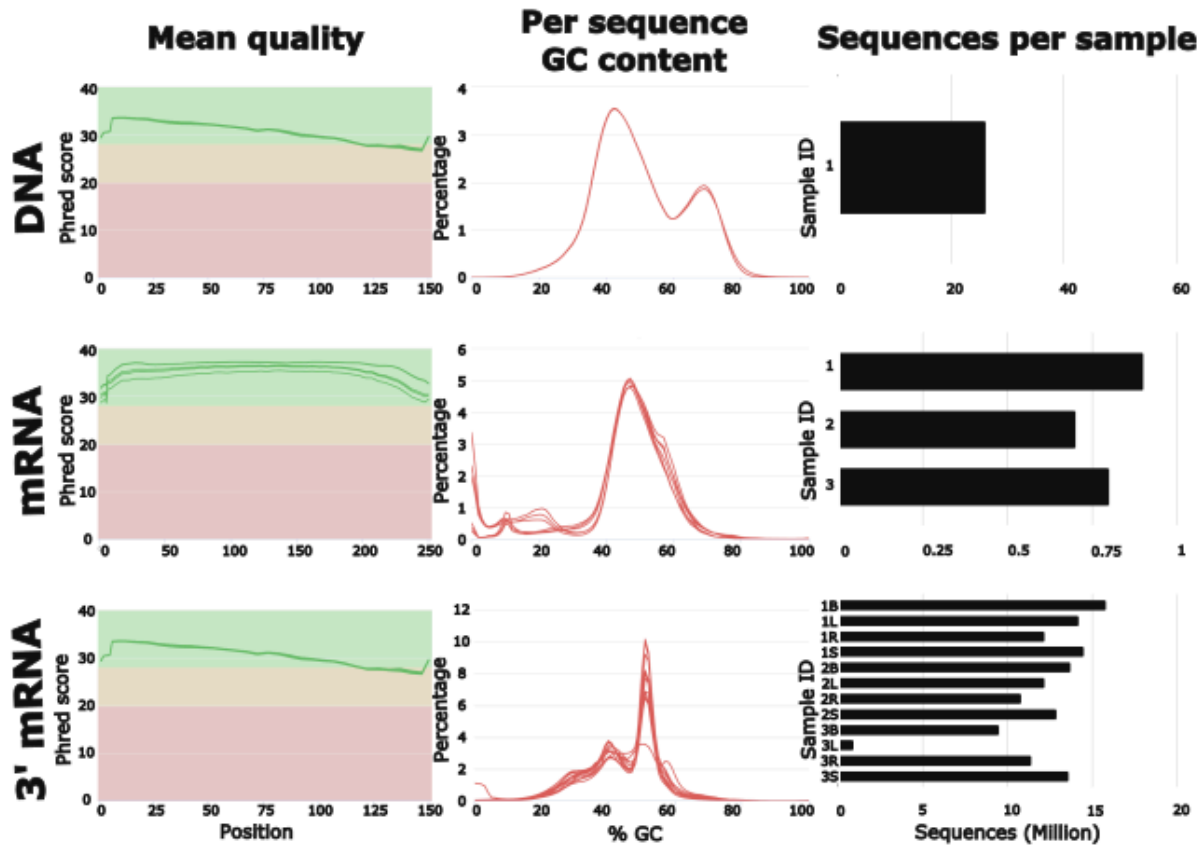 Mean quality
Per sequence
GC content
Sequences per sample
DNA
Phred score
40
30
20
10
0
0 25 50 75 100 125 150
Percentage
4
3
2
1
0
0 20 40 60 80 100
Sample ID
1
0 20 40 60
mRNA
Phred score
40
30
20
10
0
0 50 100 150 200 250
Percentage
6
5
4
3
2
1
0
0 20 40 60 80 100
Sample ID
1
2
3
0 0.25 0.5 0.75 1
3' mRNA
Phred score
40
30
20
10
0
0 25 50 75 100 125 150
Position
Percentage
12
10
8
6
4
2
0
0 20 40 60 80 100
% GC
Sample ID
1B
1L
1R
1S
2B
2L
2R
2S
3B
3L
3R
3S
0 5 10 15 20
Sequences (Million)